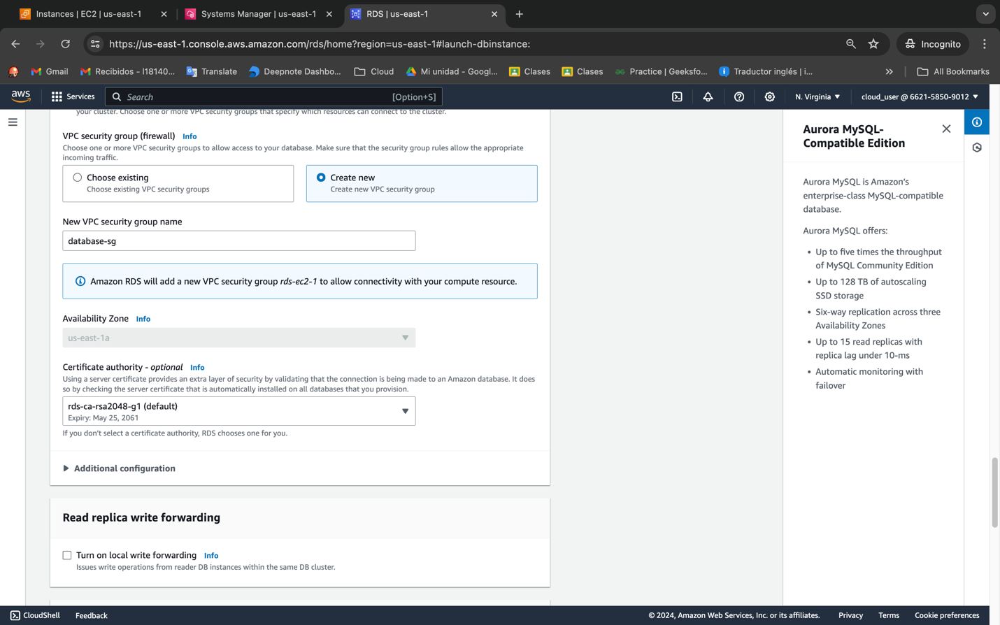 Instances | EC2 | us-east-1
Systems Manager | us-east-1
RDS | us-east-1
https://us-east-1.console.aws.amazon.com/rds/home?region=us-east-1#launch-dbinstance:
Incognito
Gmail
Recibidos - l18140...
Translate
Deepnote Dashbo...
Cloud
Mi unidad - Googl...
Clases
Clases
Practice | Geeksfo...
Traductor inglés | i...
All Bookmarks
aws
Services
Search
[Option+S]
N. Virginia
cloud_user @ 6621-5850-9012
your cluster. Choose one or more VPC security groups that specify which resources can connect to the cluster.
VPC security group (firewall) Info
Choose one or more VPC security groups to allow access to your database. Make sure that the security group rules allow the appropriate
incoming traffic.
Choose existing
Choose existing VPC security groups
Create new
Create new VPC security group
New VPC security group name
database-sg
Amazon RDS will add a new VPC security group rds-ec2-1 to allow connectivity with your compute resource.
Availability Zone Info
us-east-1a
Certificate authority - optional Info
Using a server certificate provides an extra layer of security by validating that the connection is being made to an Amazon database. It does
so by checking the server certificate that is automatically installed on all databases that you provision.
rds-ca-rsa2048-g1 (default)
Expiry: May 25, 2061
If you don't select a certificate authority, RDS chooses one for you.
Additional configuration
Read replica write forwarding
Turn on local write forwarding Info
Issues write operations from reader DB instances within the same DB cluster.
Aurora MySQL-
Compatible Edition
Aurora MySQL is Amazon's
enterprise-class MySQL-compatible
database.
Aurora MySQL offers:
• Up to five times the throughput
of MySQL Community Edition
• Up to 128 TB of autoscaling
SSD storage
• Six-way replication across three
Availability Zones
• Up to 15 read replicas with
replica lag under 10-ms
• Automatic monitoring with
failover
CloudShell
Feedback
© 2024, Amazon Web Services, Inc. or its affiliates.
Privacy
Terms
Cookie preferences